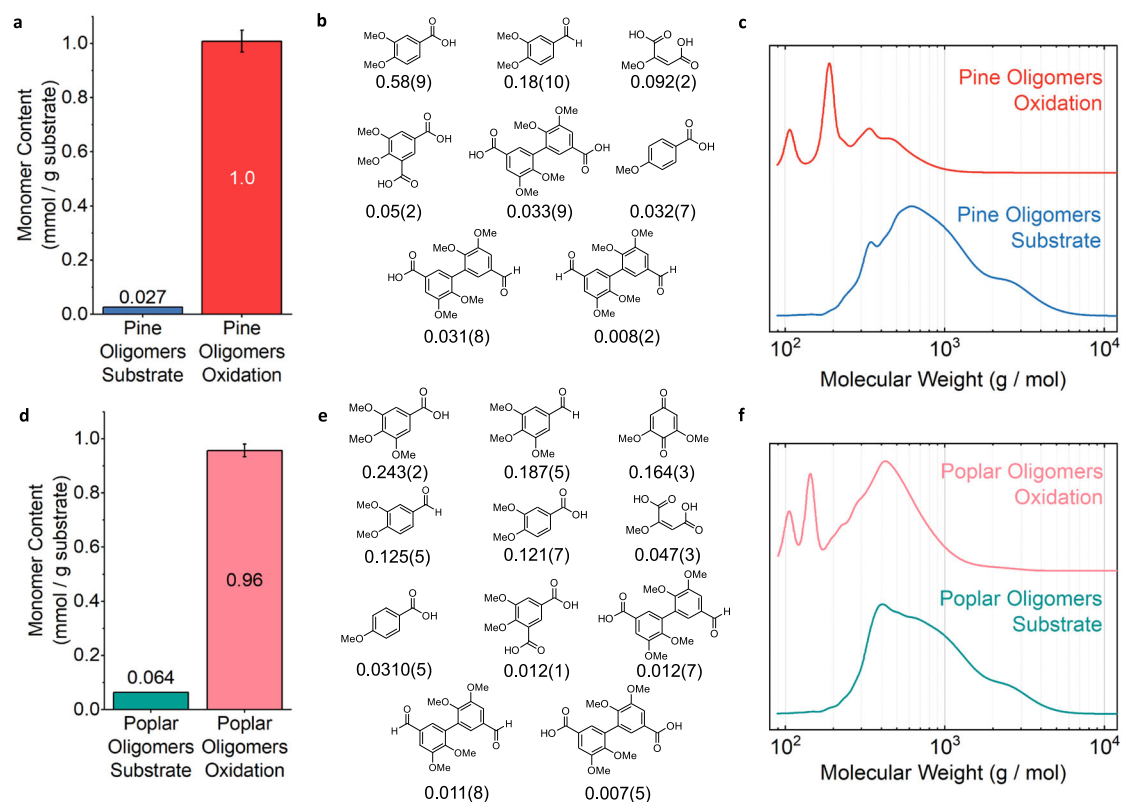 a
Monomer Content
(mmol / g substrate)
1.0
0.8
0.6
0.4
0.2
0.0
0.027
1.0
Pine
Oligomers
Substrate
Pine
Oligomers
Oxidation
b
MeO
MeO
O
OH
0.58(9)
MeO
MeO
O
H
0.18(10)
HO
O
OH
MeO
O
0.092(2)
MeO
MeO
O
OH
HO
O
0.05(2)
OMe
MeO
O
HO
O
OH
OMe
OMe
0.033(9)
O
OH
MeO
0.032(7)
OMe
MeO
O
HO
O
H
OMe
OMe
0.031(8)
OMe
MeO
O
H
O
H
OMe
OMe
0.008(2)
c
Pine Oligomers
Oxidation
Pine Oligomers
Substrate
10²
10³
10⁴
Molecular Weight (g / mol)
d
Monomer Content
(mmol / g substrate)
1.0
0.8
0.6
0.4
0.2
0.0
0.064
0.96
Poplar
Oligomers
Substrate
Poplar
Oligomers
Oxidation
e
MeO
MeO
OMe
O
OH
0.243(2)
MeO
MeO
OMe
O
H
0.187(5)
O
MeO
OMe
O
0.164(3)
MeO
MeO
O
H
0.125(5)
MeO
MeO
O
OH
0.121(7)
HO
O
OH
MeO
O
0.047(3)
O
OH
MeO
0.0310(5)
MeO
MeO
O
OH
HO
O
0.012(1)
OMe
MeO
O
HO
O
H
OMe
OMe
0.012(7)
OMe
MeO
O
H
O
H
OMe
OMe
0.011(8)
OMe
MeO
O
HO
O
OH
OMe
OMe
0.007(5)
f
Poplar Oligomers
Oxidation
Poplar Oligomers
Substrate
10²
10³
10⁴
Molecular Weight (g / mol)